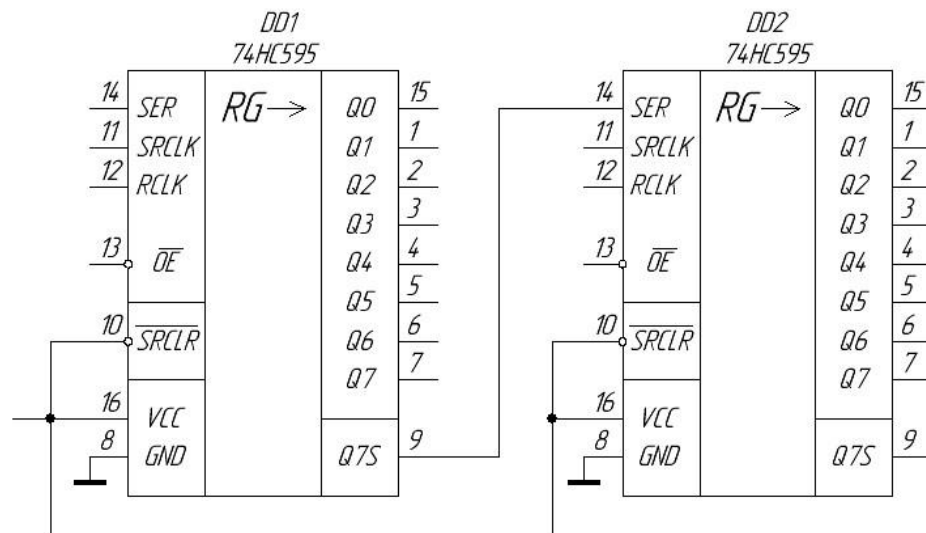 DD1
74HC595
14 SER RG Q0 15
11 SRCLK Q1 1
12 RCLK Q2 2
Q3 3
13 OE Q4 4
Q5 5
10 SRCLR Q6 6
Q7 7
16 VCC
8 GND Q7S 9
DD2
74HC595
14 SER RG Q0 15
11 SRCLK Q1 1
12 RCLK Q2 2
Q3 3
13 OE Q4 4
Q5 5
10 SRCLR Q6 6
Q7 7
16 VCC
8 GND Q7S 9